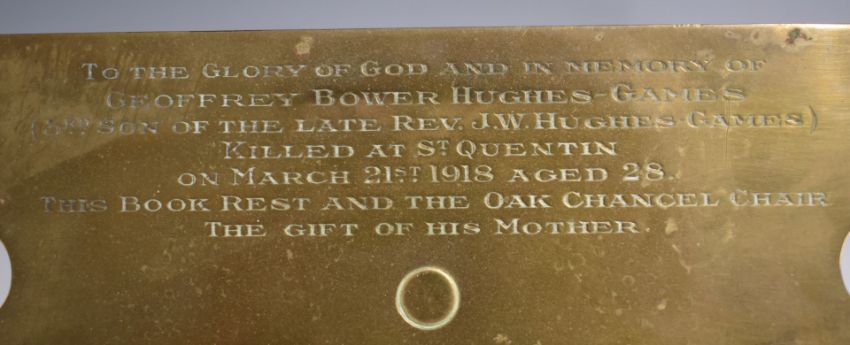 To the Glory of God and in memory of
Geoffrey Bower Hughes-Games
(3RD Son of the late Rev. J.W. Hughes-Games)
Killed at ST Quentin
on March 21ST 1918 aged 28.
This Book Rest and the Oak Chancel Chair
The gift of his Mother.